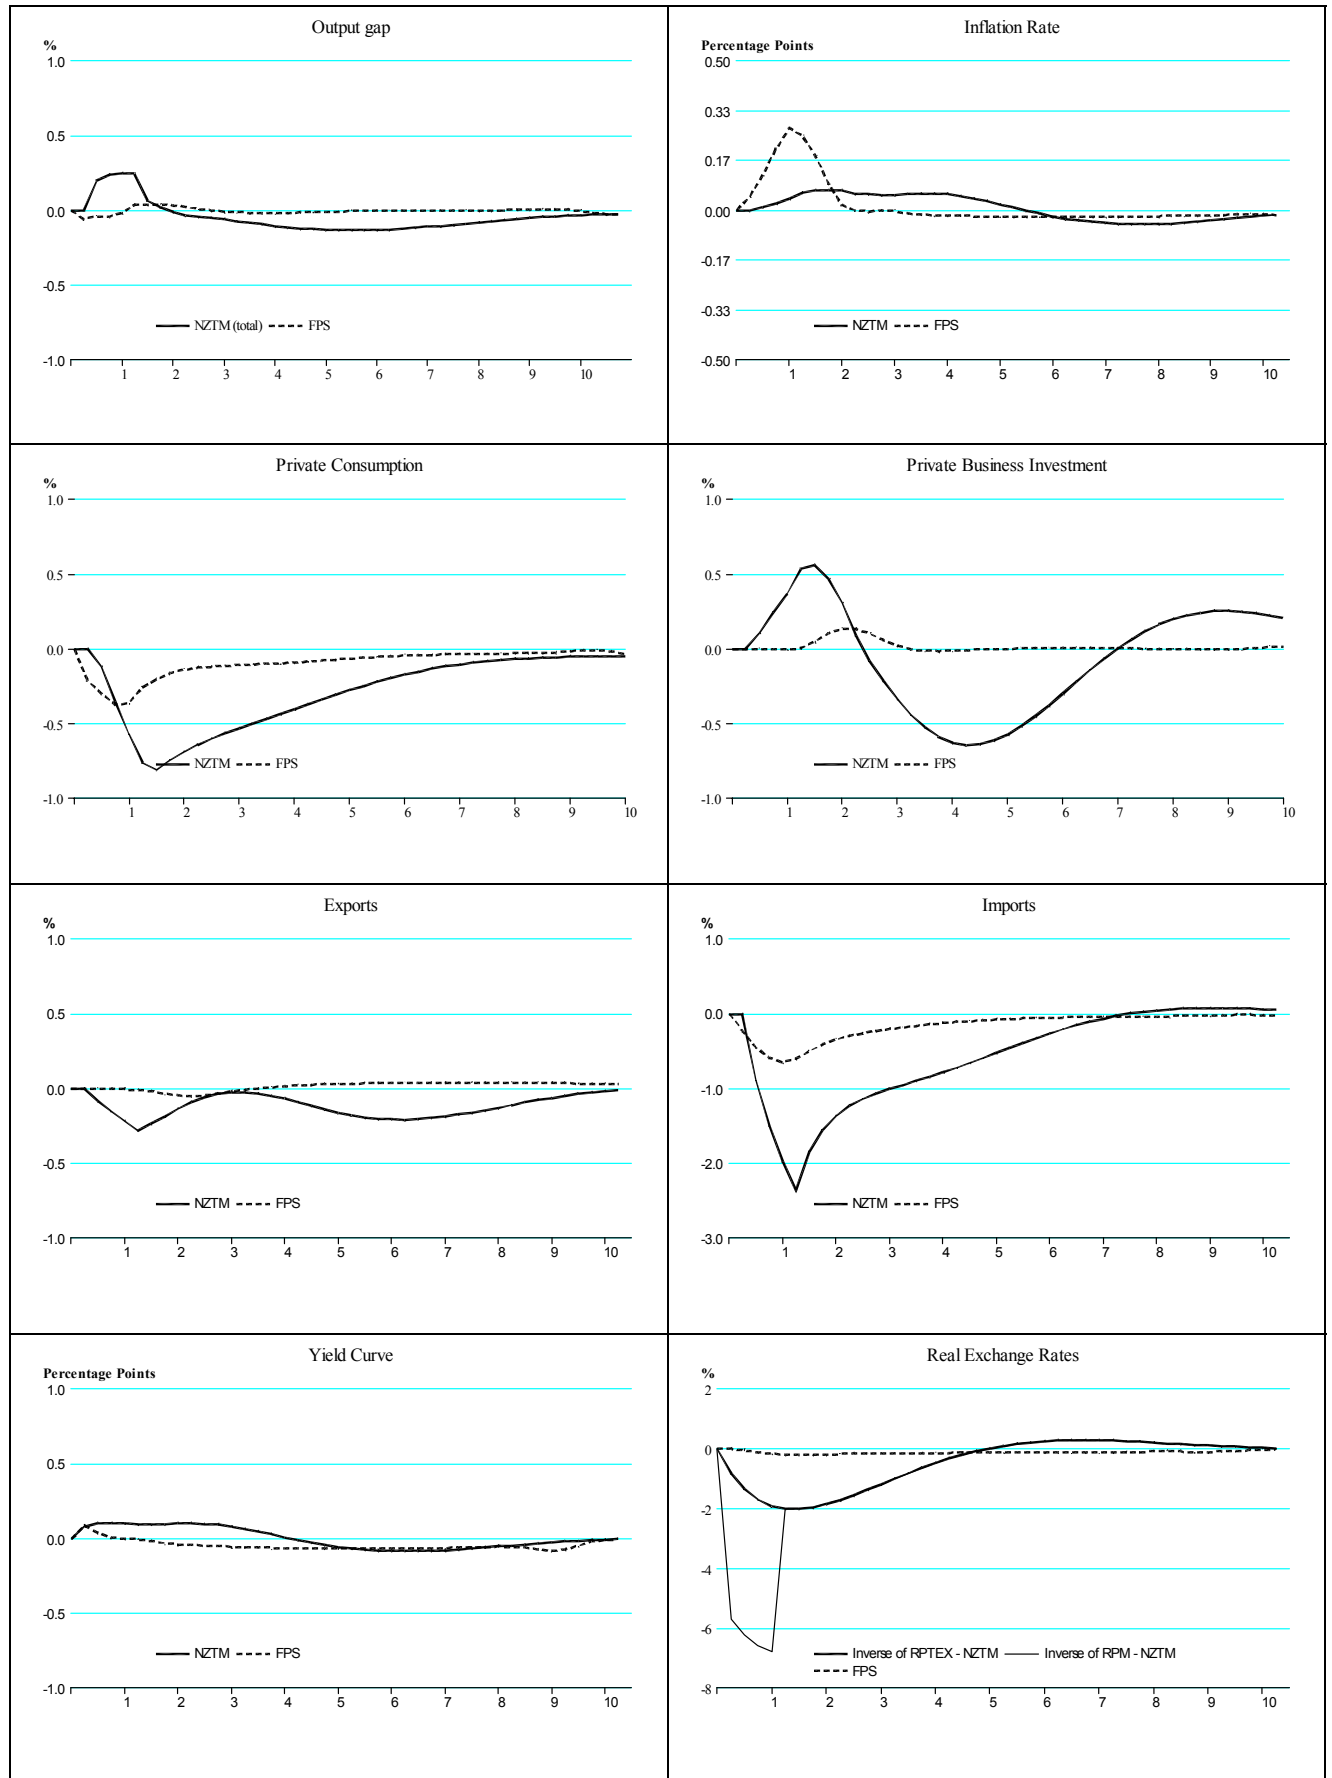 Output gap
%
1.0
0.5
0.0
-0.5
NZTM (total) FPS
-1.0
1 2 3 4 5 6 7 8 9 10
Inflation Rate
Percentage Points
0.50
0.33
0.17
0.00
-0.17
-0.33
NZTM FPS
-0.50
1 2 3 4 5 6 7 8 9 10
Private Consumption
%
1.0
0.5
0.0
-0.5
NZTM FPS
-1.0
1 2 3 4 5 6 7 8 9 10
Private Business Investment
%
1.0
0.5
0.0
-0.5
NZTM FPS
-1.0
1 2 3 4 5 6 7 8 9 10
Exports
%
1.0
0.5
0.0
-0.5
NZTM FPS
-1.0
1 2 3 4 5 6 7 8 9 10
Imports
%
1.0
0.0
-1.0
-2.0
NZTM FPS
-3.0
1 2 3 4 5 6 7 8 9 10
Yield Curve
Percentage Points
1.0
0.5
0.0
-0.5
NZTM FPS
-1.0
1 2 3 4 5 6 7 8 9 10
Real Exchange Rates
%
2
0
-2
-4
-6
Inverse of RPTEX - NZTM Inverse of RPM - NZTM
FPS
-8
1 2 3 4 5 6 7 8 9 10